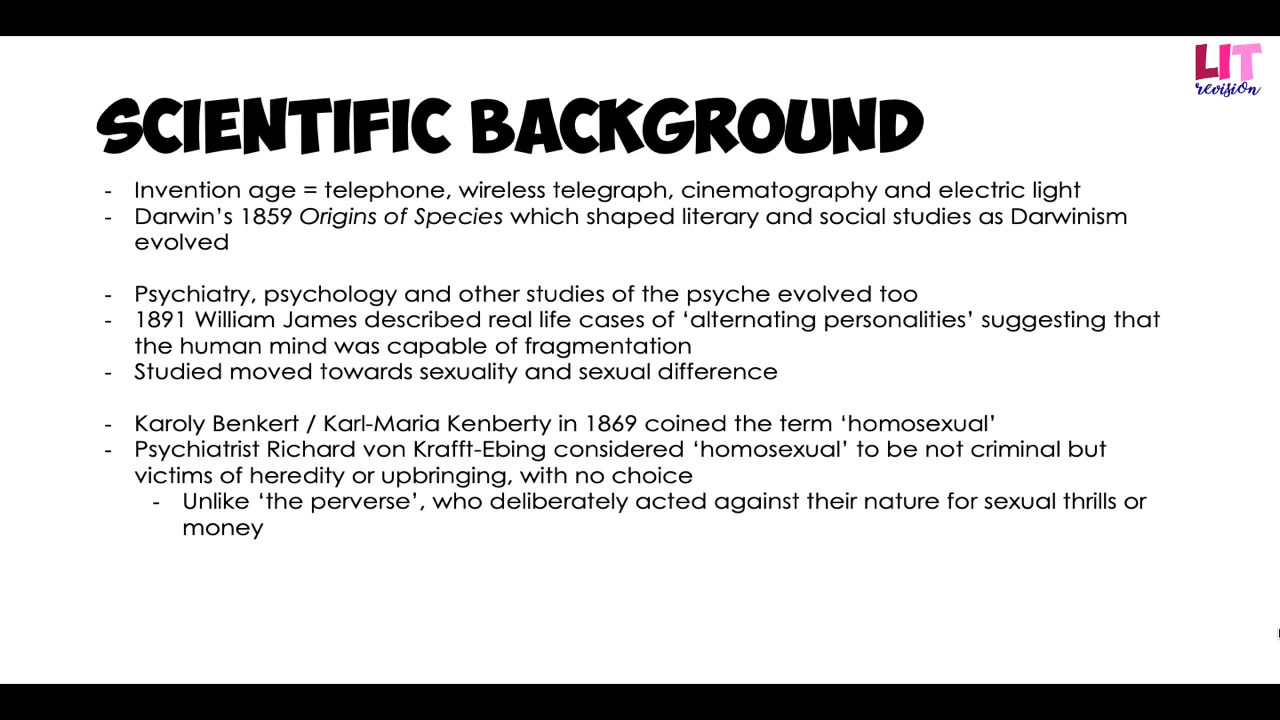 LIT
revision
SCIENTIFIC BACKGROUND
- Invention age = telephone, wireless telegraph, cinematography and electric light
- Darwin’s 1859 Origins of Species which shaped literary and social studies as Darwinism
evolved
- Psychiatry, psychology and other studies of the psyche evolved too
- 1891 William James described real life cases of ‘alternating personalities’ suggesting that
the human mind was capable of fragmentation
- Studied moved towards sexuality and sexual difference
- Karoly Benkert / Karl-Maria Kenberty in 1869 coined the term ‘homosexual’
- Psychiatrist Richard von Krafft-Ebing considered ‘homosexual’ to be not criminal but
victims of heredity or upbringing, with no choice
- Unlike ‘the perverse’, who deliberately acted against their nature for sexual thrills or
money